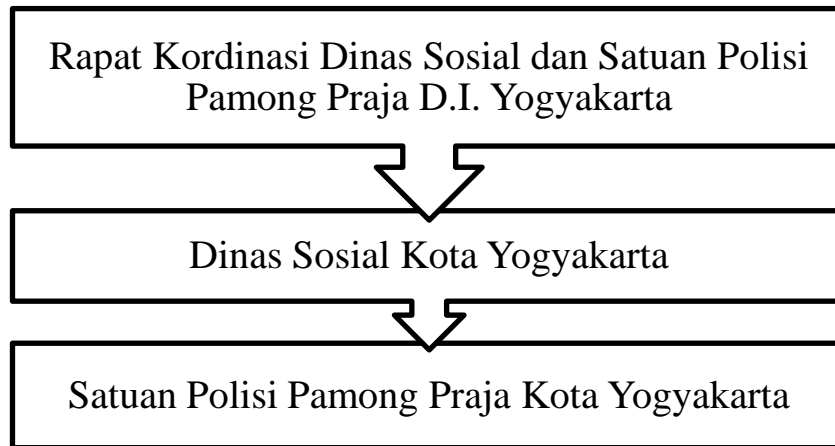 Rapat Kordinasi Dinas Sosial dan Satuan Polisi
Pamong Praja D.I. Yogyakarta
Dinas Sosial Kota Yogyakarta
Satuan Polisi Pamong Praja Kota Yogyakarta